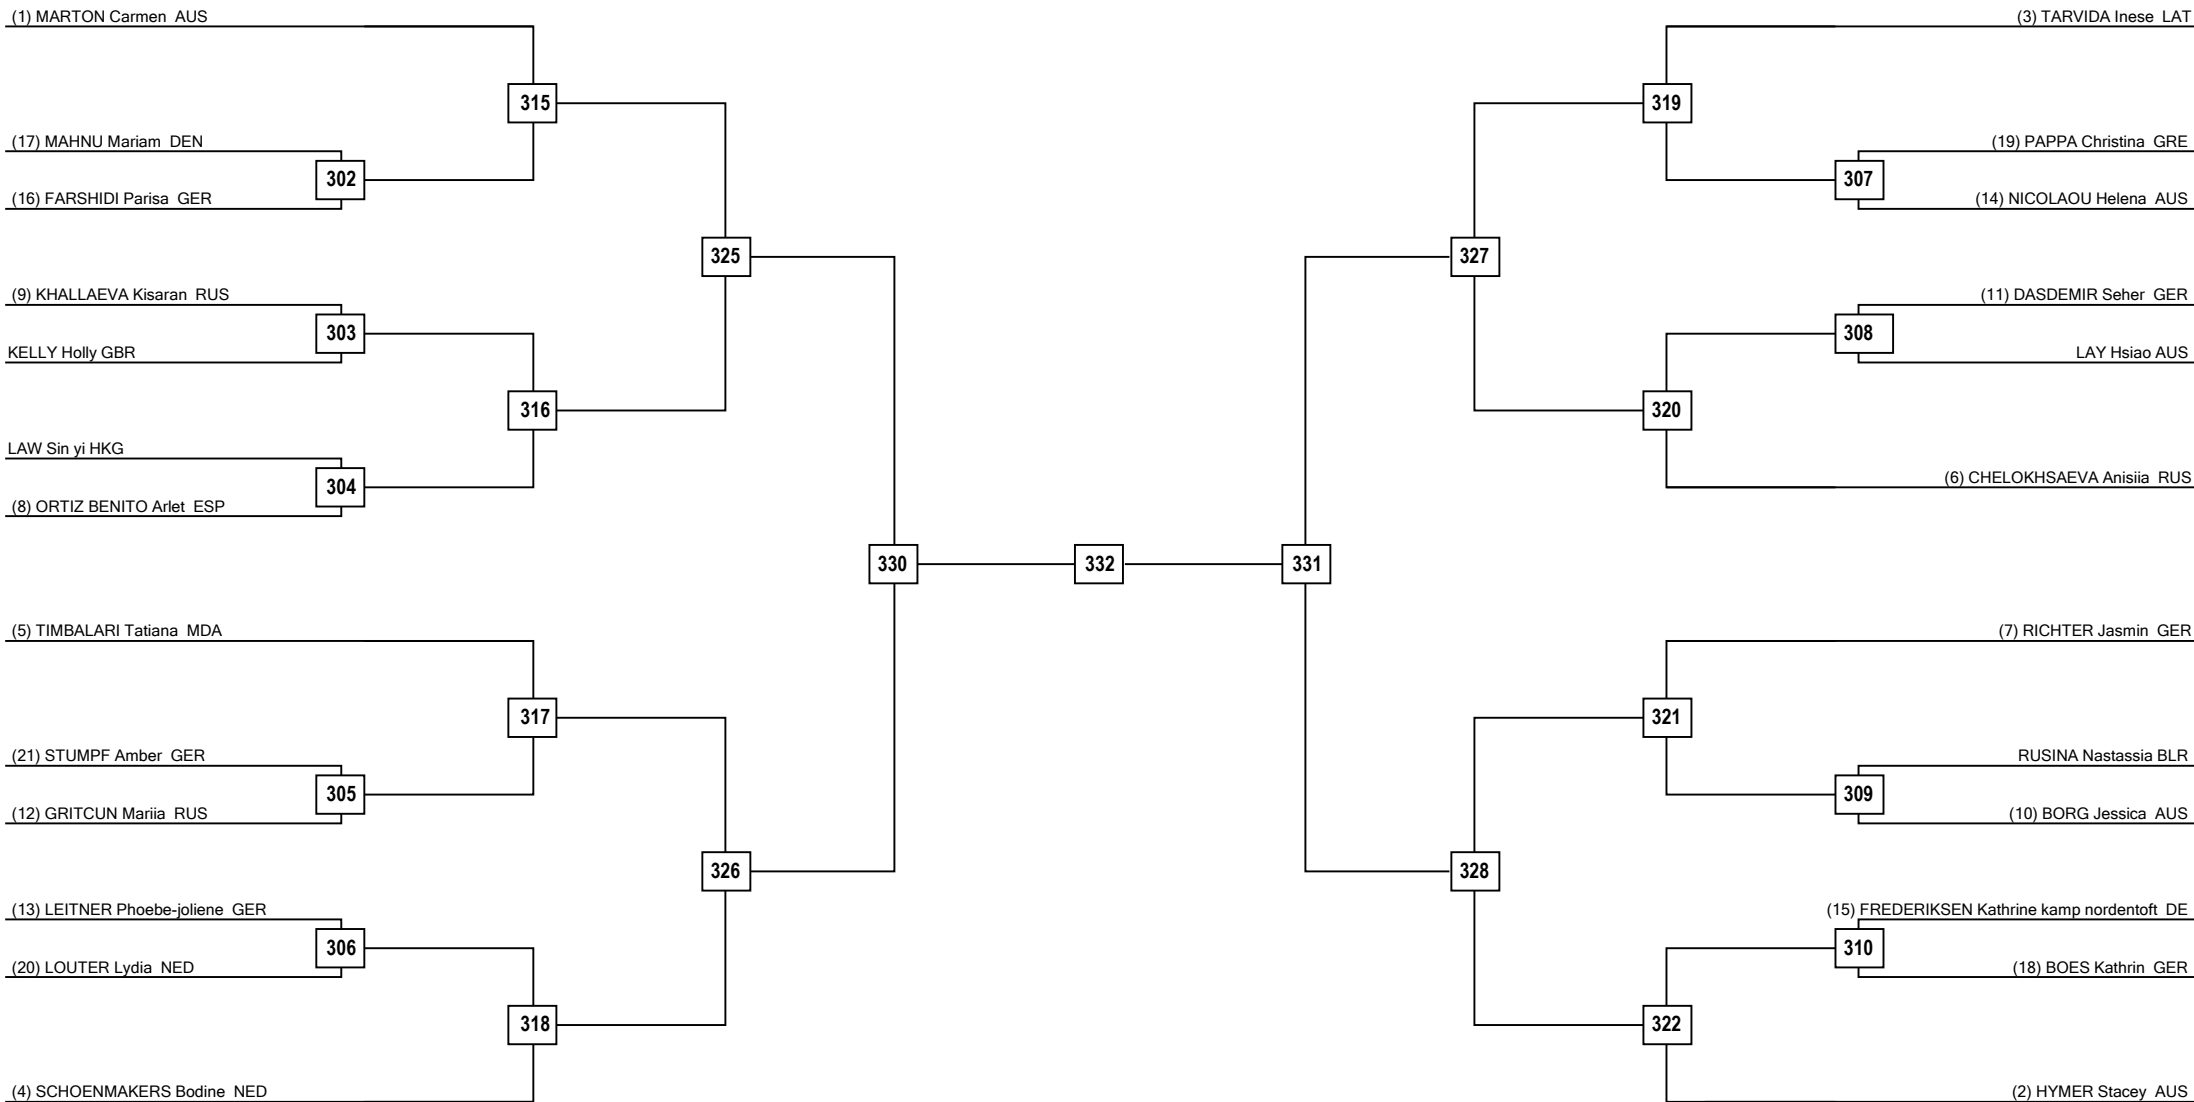 (1) MARTON Carmen AUS
315
(17) MAHNU Mariam DEN
302
(16) FARSHIDI Parisa GER
325
(9) KHALLAEVA Kisaran RUS
303
KELLY Holly GBR
316
LAW Sin yi HKG
304
(8) ORTIZ BENITO Arlet ESP
330
(5) TIMBALARI Tatiana MDA
317
(21) STUMPF Amber GER
305
(12) GRITCUN Mariia RUS
326
(13) LEITNER Phoebe-joliene GER
306
(20) LOUTER Lydia NED
318
(4) SCHOENMAKERS Bodine NED
332
(3) TARVIDA Inese LAT
319
(19) PAPPA Christina GRE
307
(14) NICOLAOU Helena AUS
327
(11) DASDEMIR Seher GER
308
LAY Hsiao AUS
320
(6) CHELOKHSAEVA Anisiia RUS
331
(7) RICHTER Jasmin GER
321
RUSINA Nastassia BLR
309
(10) BORG Jessica AUS
328
(15) FREDERIKSEN Kathrine kamp nordentoft DE
310
(18) BOES Kathrin GER
322
(2) HYMER Stacey AUS